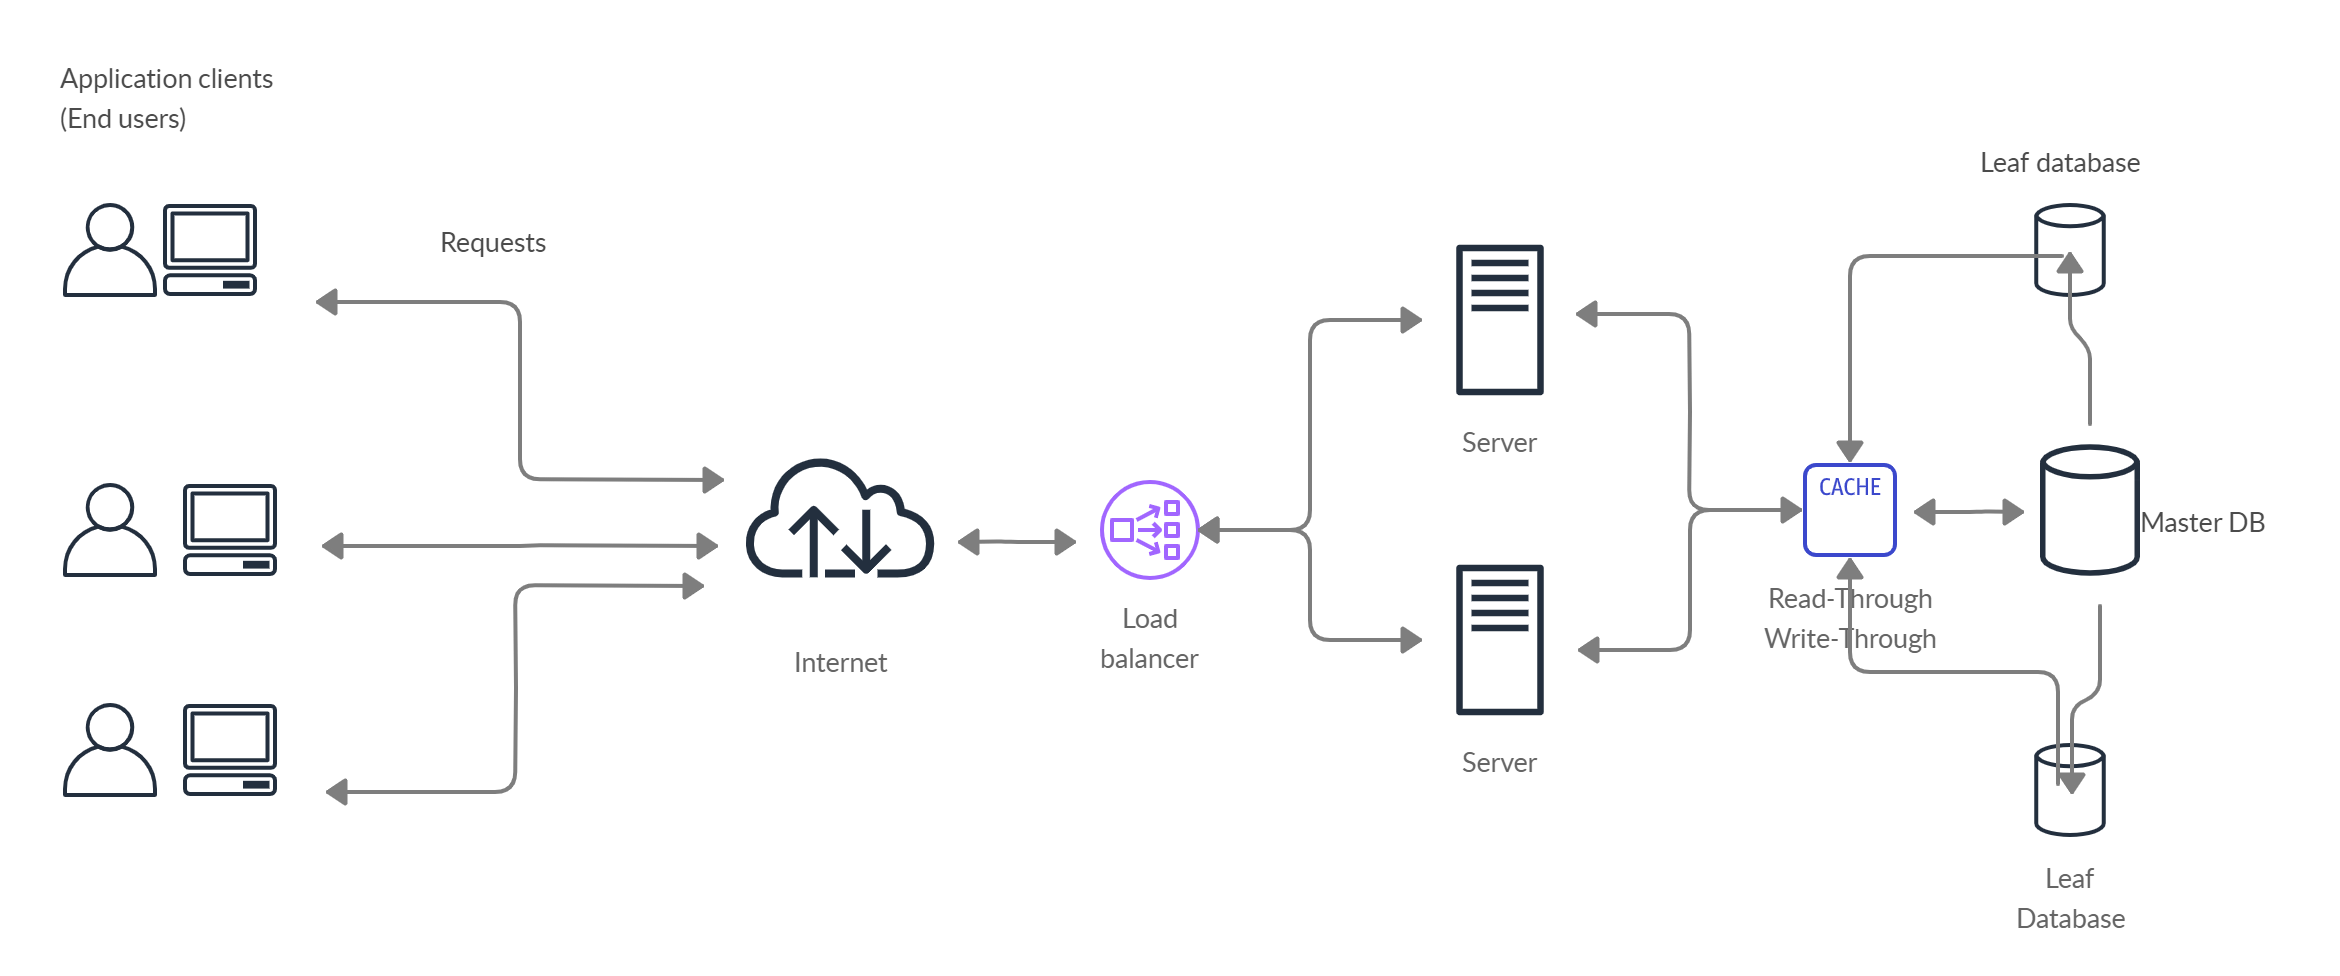 Application clients
(End users)
Requests
Internet
Load
balancer
Server
Server
CACHE
Read-Through
Write-Through
Leaf database
Master DB
Leaf
Database